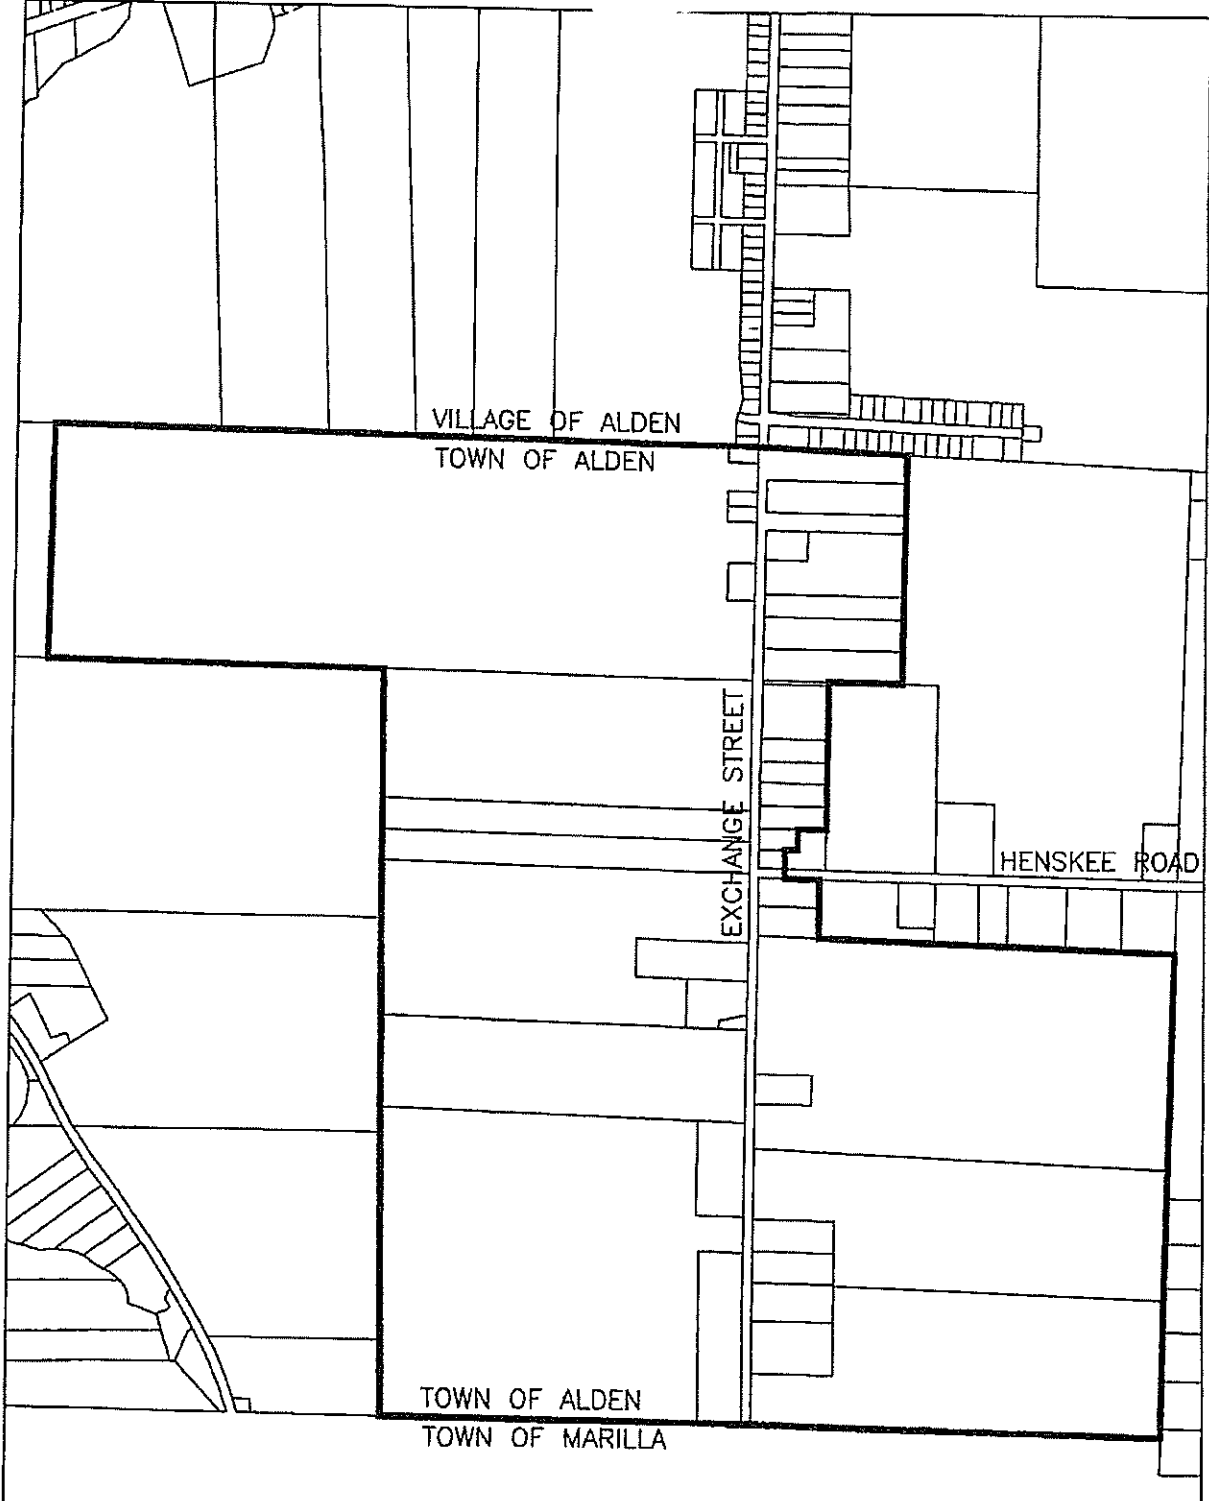 VILLAGE OF ALDEN
TOWN OF ALDEN
EXCHANGE STREET
HENSKEE ROAD
TOWN OF ALDEN
TOWN OF MARILLA